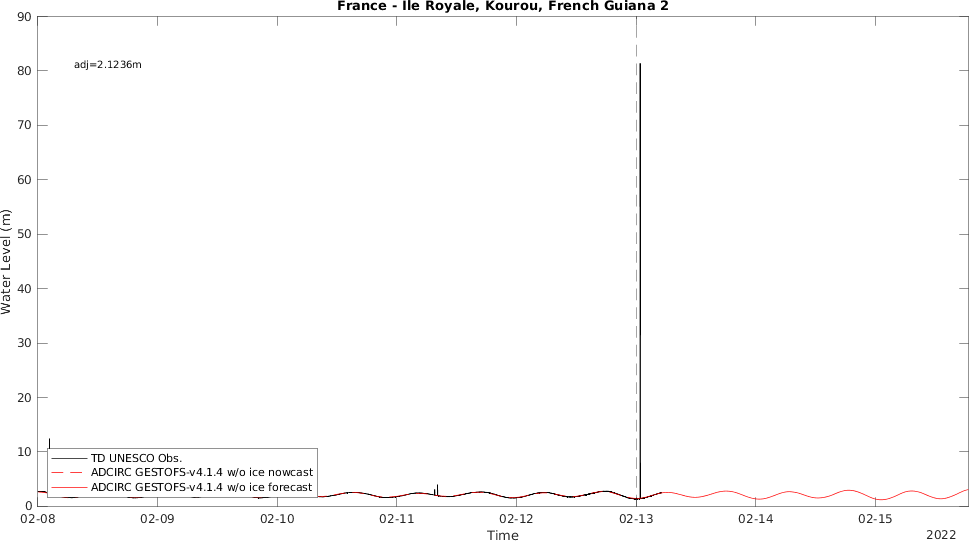 France - Ile Royale, Kourou, French Guiana 2
90
80
70
60
50
40
30
20
10
0
Water Level (m)
adj=2.1236m
TD UNESCO Obs.
ADCIRC GESTOFS-v4.1.4 w/o ice nowcast
ADCIRC GESTOFS-v4.1.4 w/o ice forecast
02-08 02-09 02-10 02-11 02-12 02-13 02-14 02-15
Time
2022